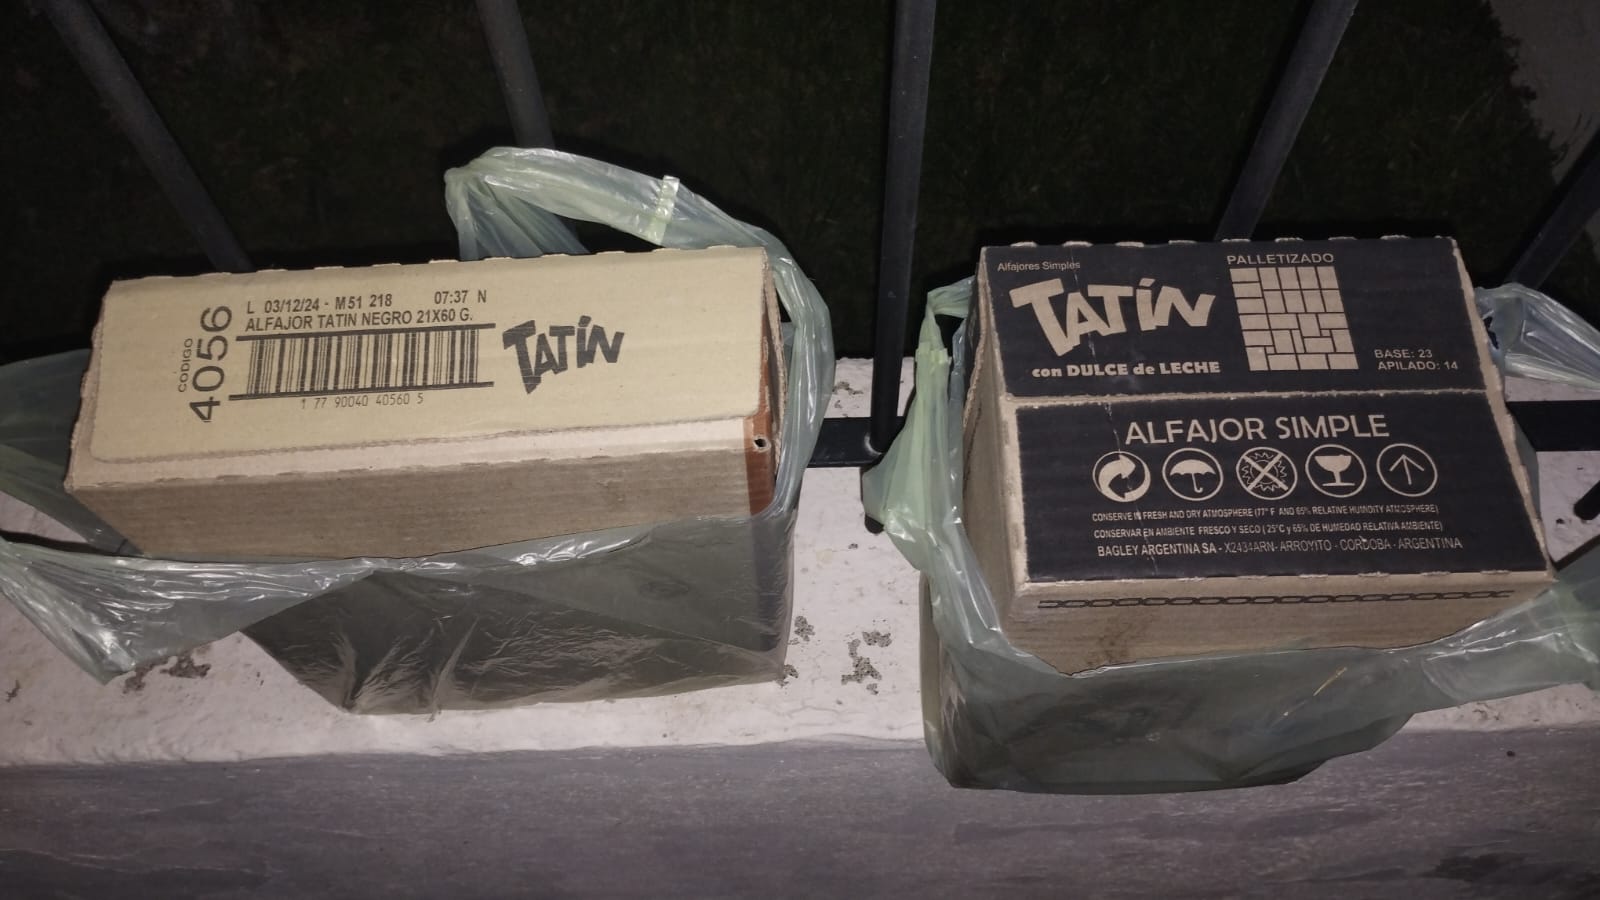 L 03/12/24 - M51 218 07:37 N
ALFAJOR TATIN NEGRO 21X60 G.
CÓDIGO
4056
1 77 90040 40560 5
TATÍN
Alfajores Simples
TATÍN
con DULCE de LECHE
PALLETIZADO
BASE: 23
APILADO: 14
ALFAJOR SIMPLE
CONSERVE IN FRESH AND DRY ATMOSPHERE (77° F AND 65% RELATIVE HUMIDITY ATMOSPHERE)
CONSERVAR EN AMBIENTE FRESCO Y SECO (25°C y 65% DE HUMEDAD RELATIVA AMBIENTE)
BAGLEY ARGENTINA SA - X2434ARN - ARROYITO - CORDOBA - ARGENTINA